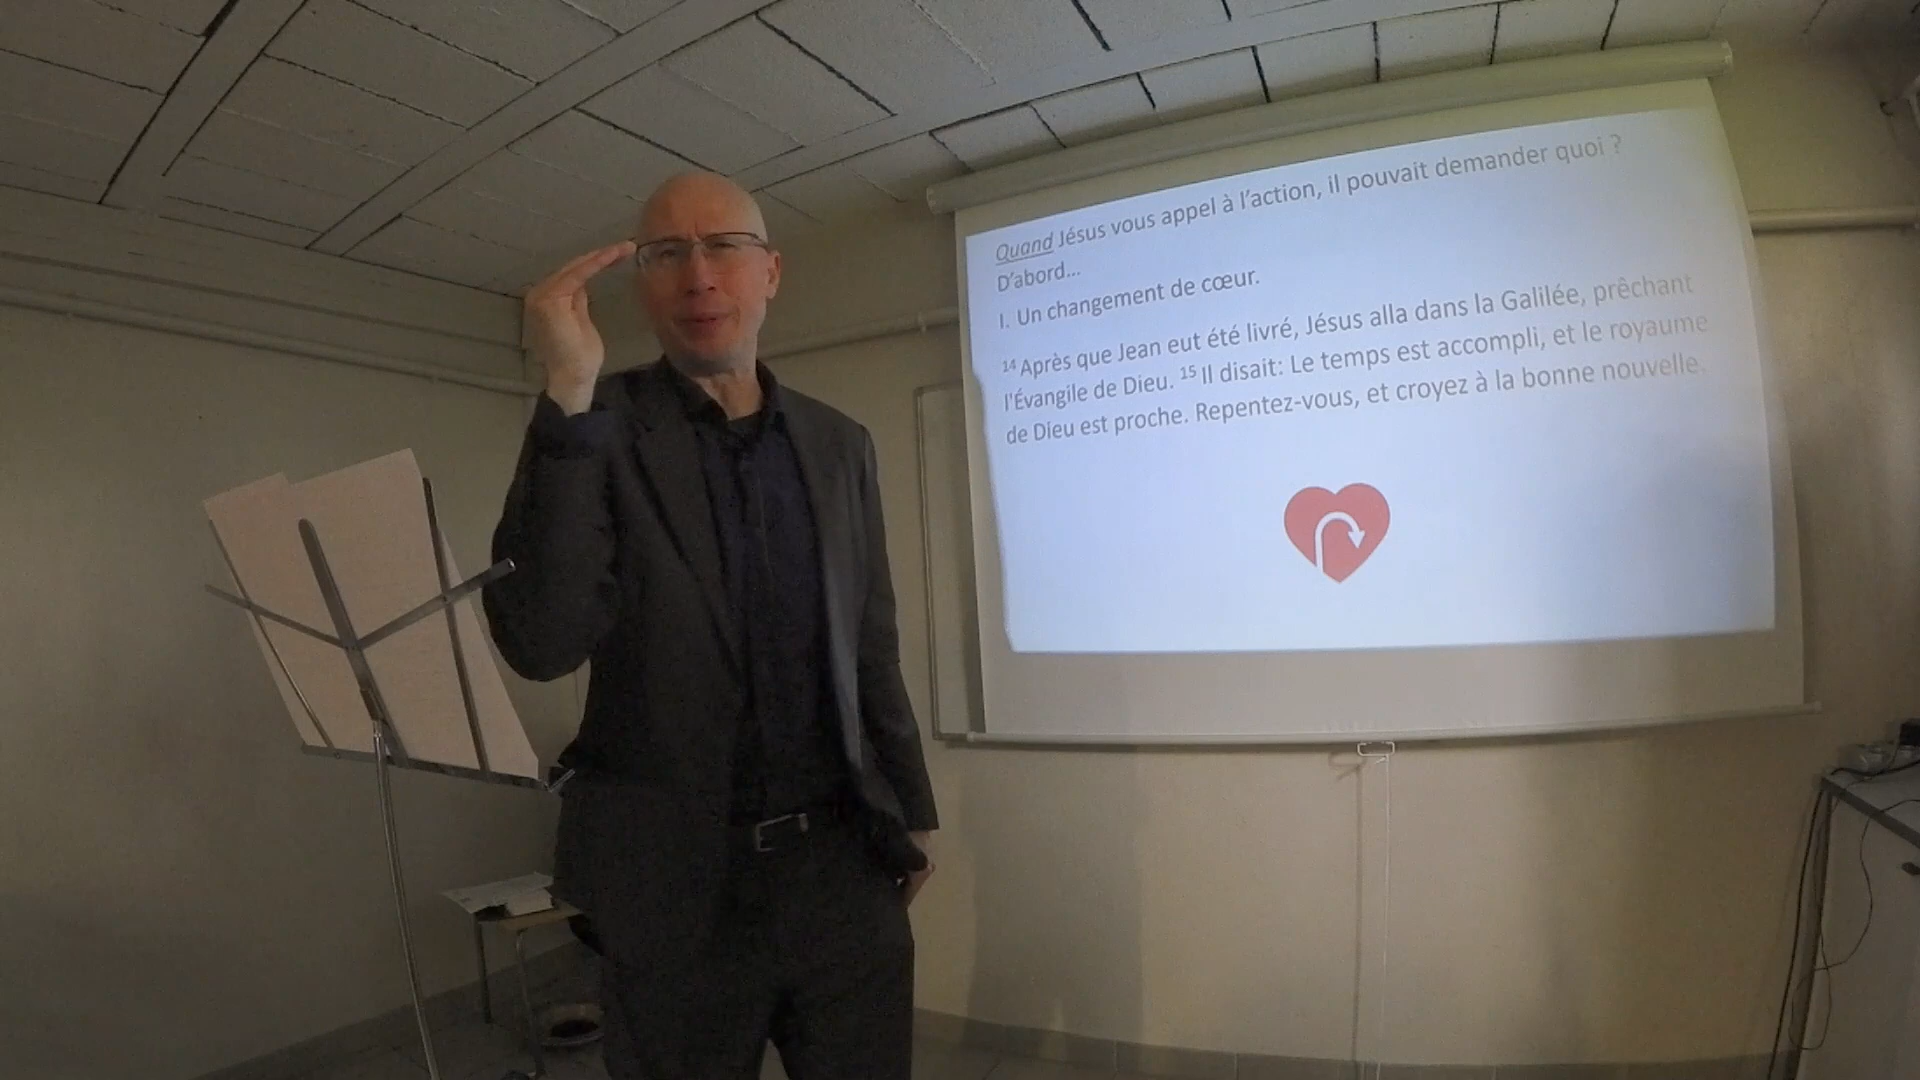 Quand Jésus vous appel à l'action, il pouvait demander quoi ?
D'abord...
I. Un changement de cœur.
¹⁴ Après que Jean eut été livré, Jésus alla dans la Galilée, prêchant
l'Évangile de Dieu. ¹⁵ Il disait: Le temps est accompli, et le royaume
de Dieu est proche. Repentez-vous, et croyez à la bonne nouvelle.